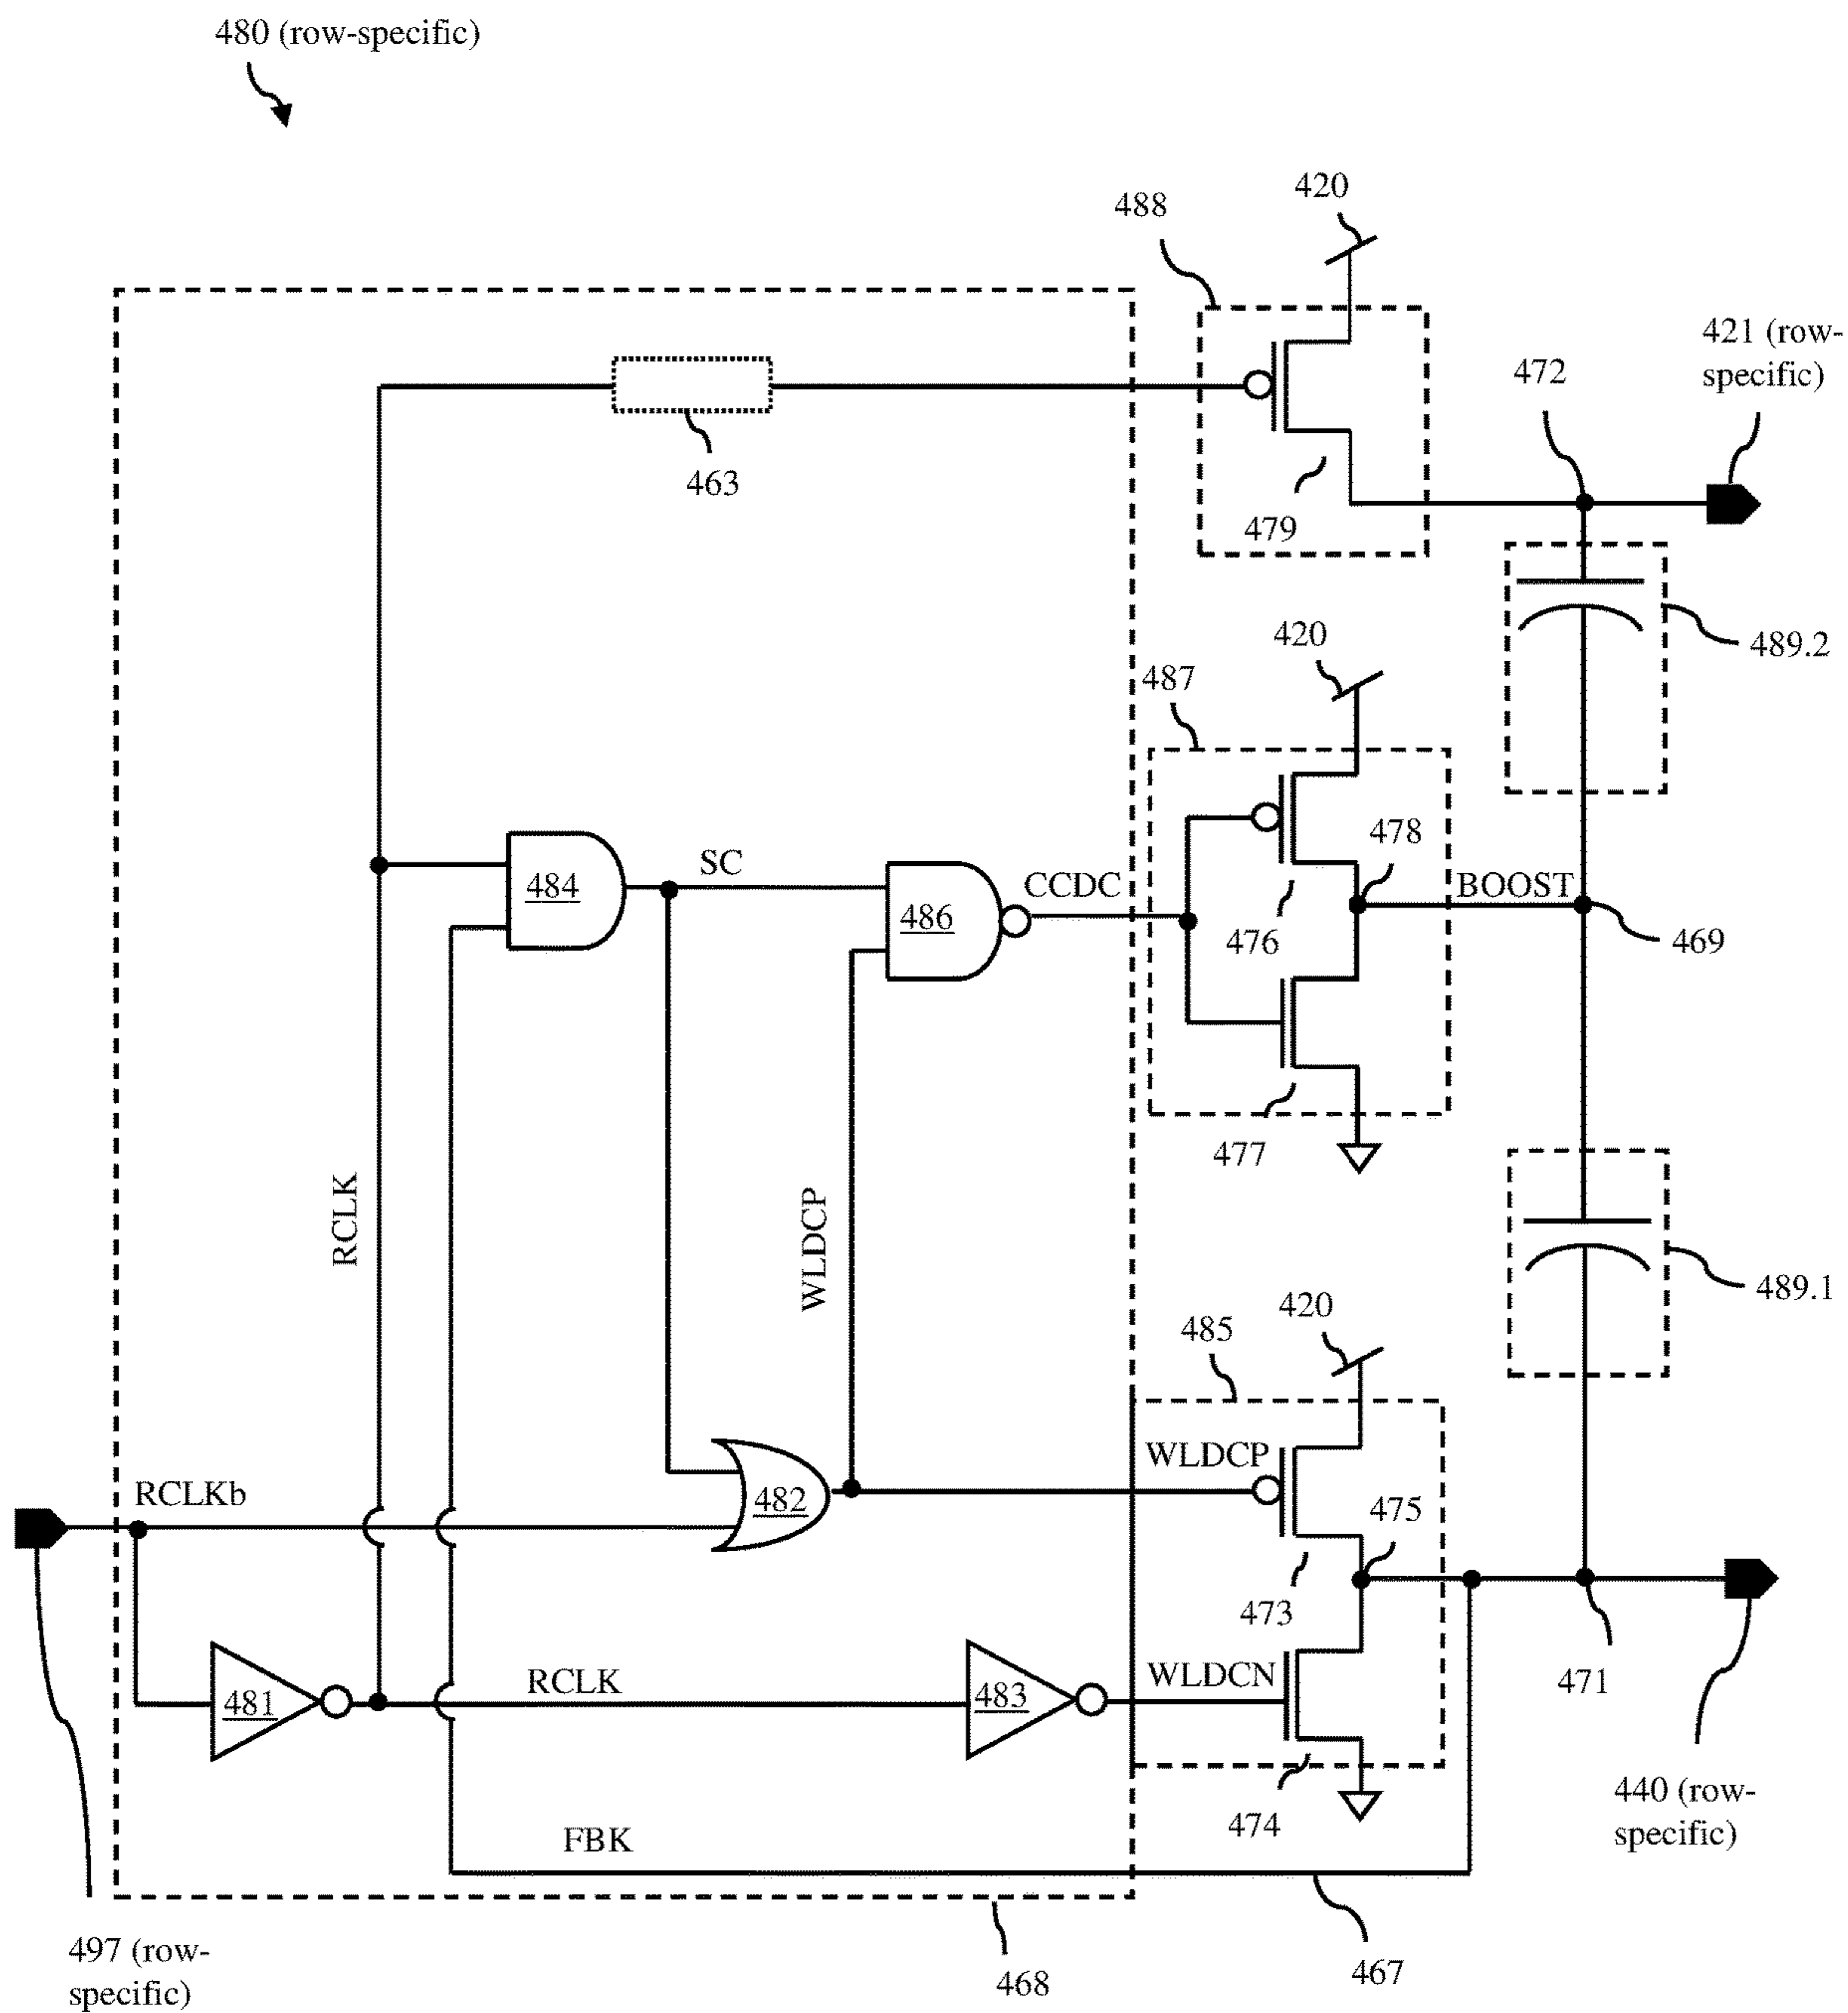 480 (row-specific)
420
488
421 (row-
specific)
472
463
479
489.2
420
487
478
484
SC
486
CCDC
BOOST
476
469
477
RCLK
WLDCP
489.1
420
485
WLDCP
RCLKb
482
475
473
481
RCLK
483
WLDCN
471
474
440 (row-
specific)
FBK
497 (row-
specific)
468
467